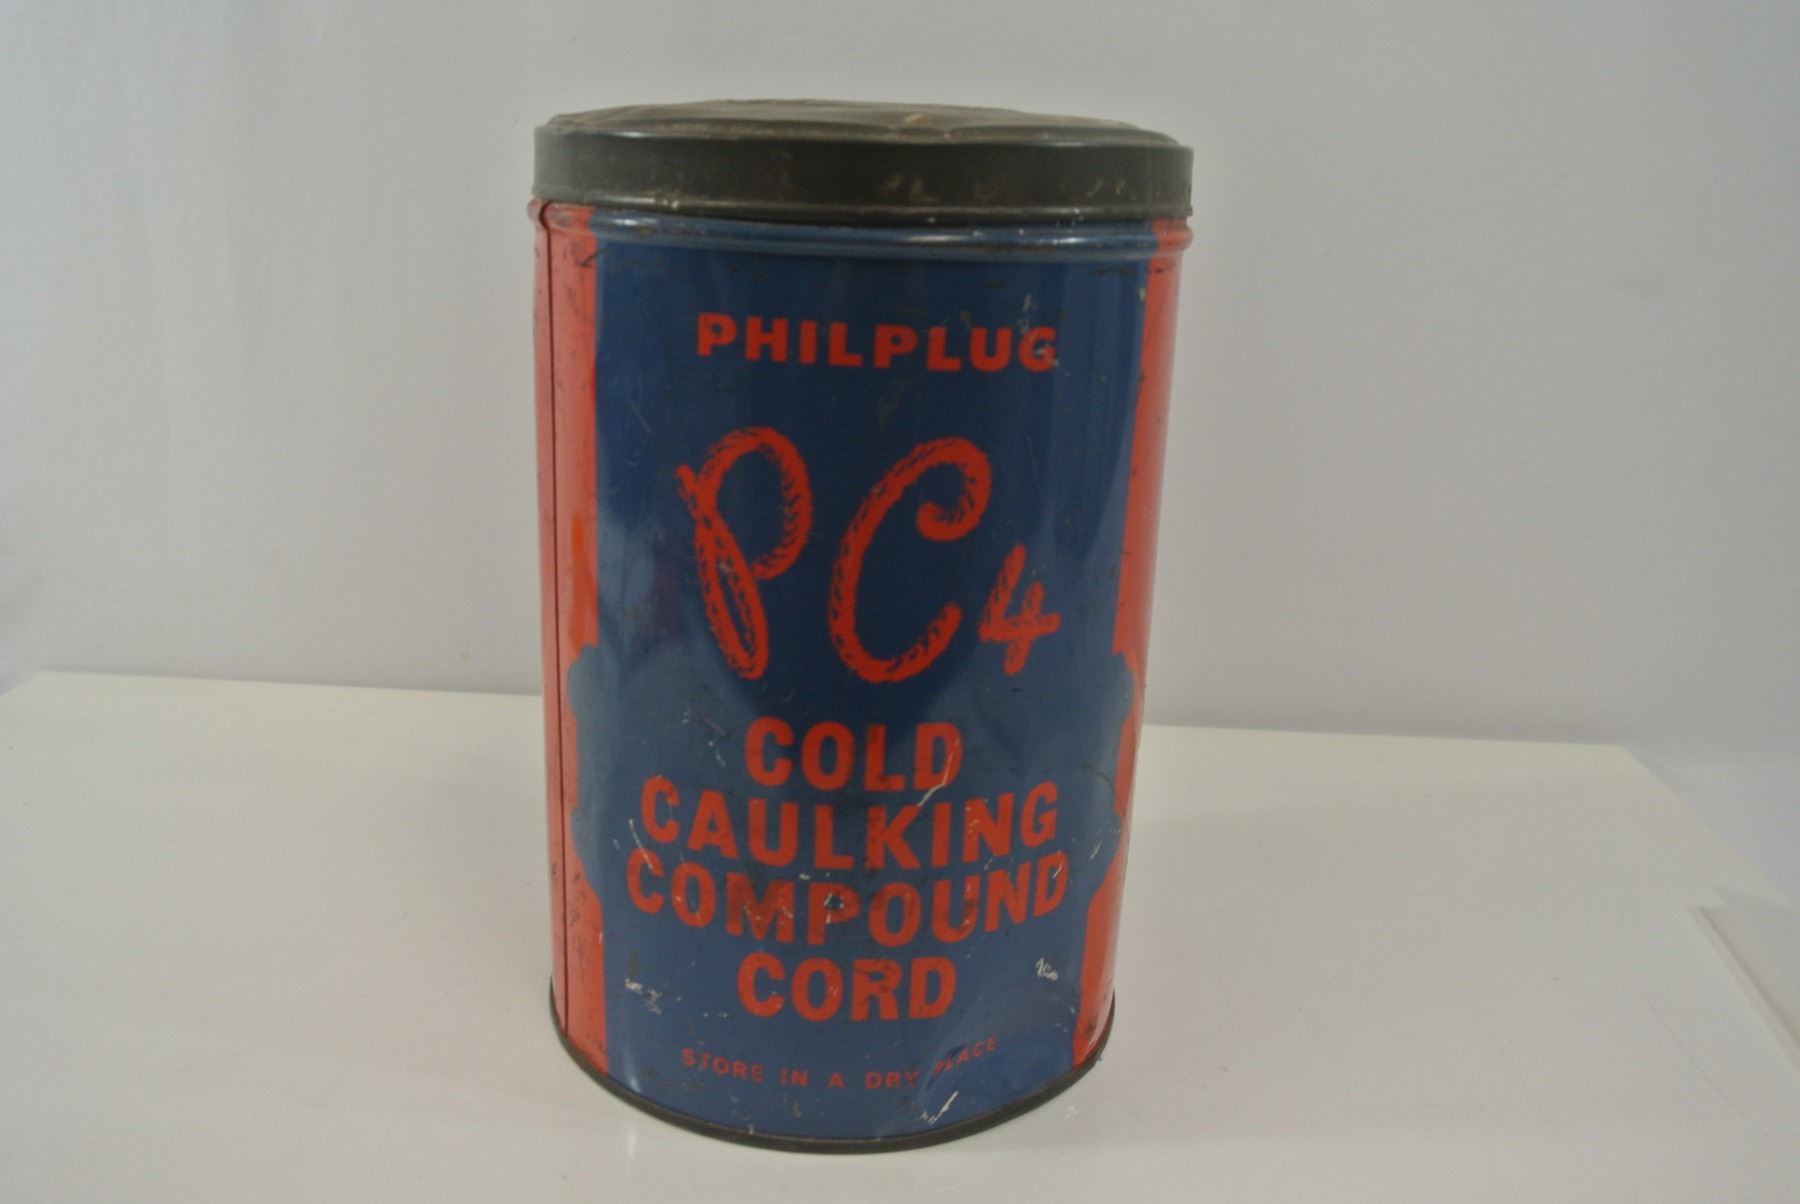 PHILPLUG
PC4
COLD
CAULKING
COMPOUND
CORD
STORE IN A DRY PLACE